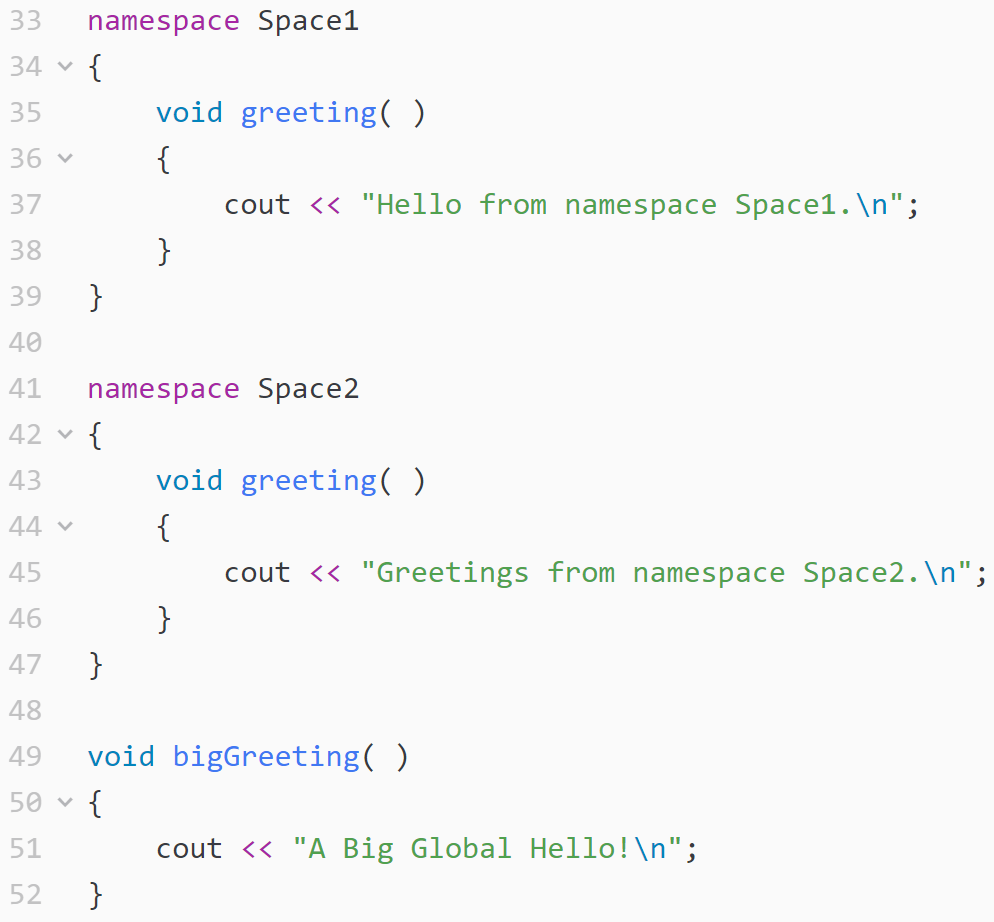 33 namespace Space1
34 {
35     void greeting( )
36     {
37         cout << "Hello from namespace Space1.\n";
38     }
39 }
40
41 namespace Space2
42 {
43     void greeting( )
44     {
45         cout << "Greetings from namespace Space2.\n";
46     }
47 }
48
49 void bigGreeting( )
50 {
51     cout << "A Big Global Hello!\n";
52 }